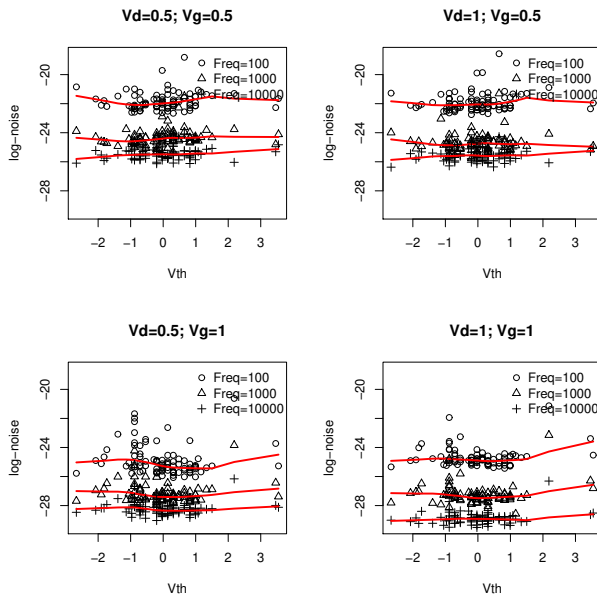 Vd=0.5; Vg=0.5
Freq=100
Freq=1000
Freq=10000
log−noise
−20
−24
−28
−2 −1 0 1 2 3
Vth
Vd=1; Vg=0.5
Freq=100
Freq=1000
Freq=10000
log−noise
−20
−24
−28
−2 −1 0 1 2 3
Vth
Vd=0.5; Vg=1
Freq=100
Freq=1000
Freq=10000
log−noise
−20
−24
−28
−2 −1 0 1 2 3
Vth
Vd=1; Vg=1
Freq=100
Freq=1000
Freq=10000
log−noise
−20
−24
−28
−2 −1 0 1 2 3
Vth